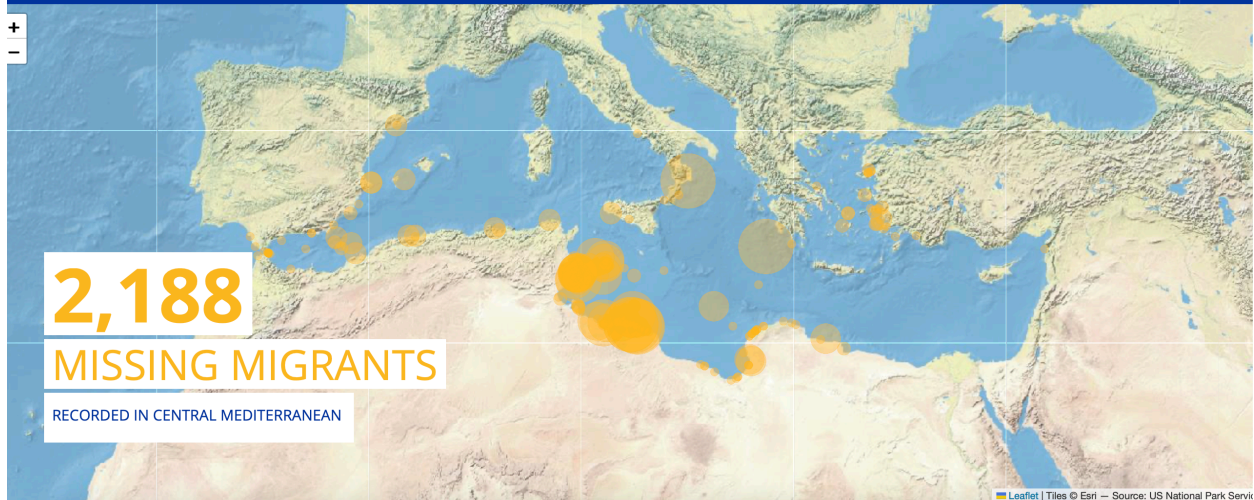 +
−
2,188
MISSING MIGRANTS
RECORDED IN CENTRAL MEDITERRANEAN
Leaflet | Tiles © Esri — Source: US National Park Servi